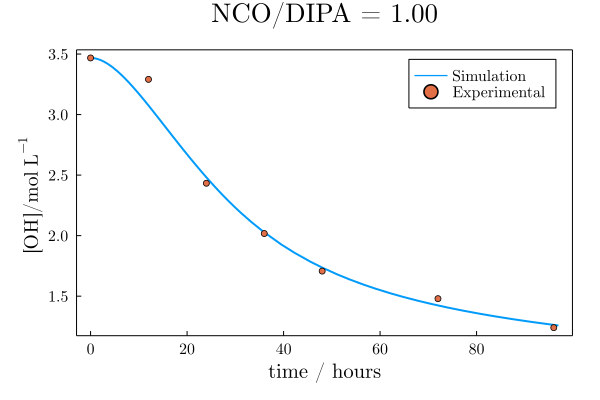 NCO/DIPA = 1.00
3.5
3.0
2.5
2.0
1.5
[OH]/mol L⁻¹
Simulation
Experimental
0 20 40 60 80
time / hours